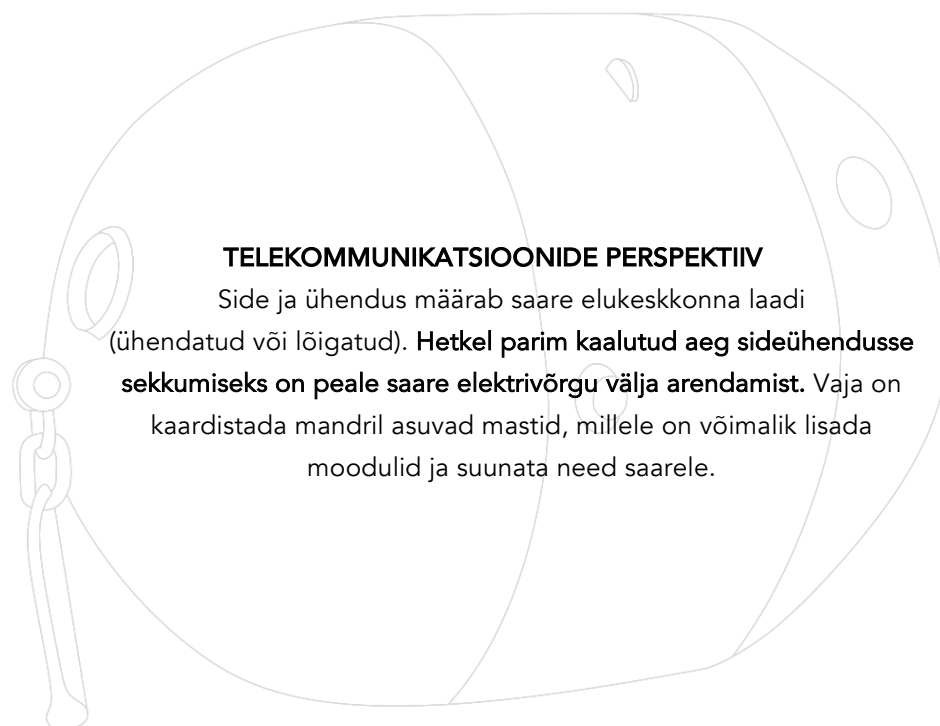 TELEKOMMUNIKATSIOONIDE PERSPEKTIIV
Side ja ühendus määrab saare elukeskkonna laadi
(ühendatud või lõigatud). Hetkel parim kaalutud aeg sideühendusse
sekkumiseks on peale saare elektrivõrgu välja arendamist. Vaja on
kaardistada mandril asuvad mastid, millele on võimalik lisada
moodulid ja suunata need saarele.